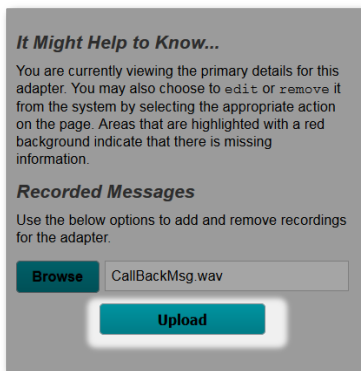 It Might Help to Know...
You are currently viewing the primary details for this
adapter. You may also choose to edit or remove it
from the system by selecting the appropriate action
on the page. Areas that are highlighted with a red
background indicate that there is missing
information.
Recorded Messages
Use the below options to add and remove recordings
for the adapter.
Browse CallBackMsg.wav
Upload